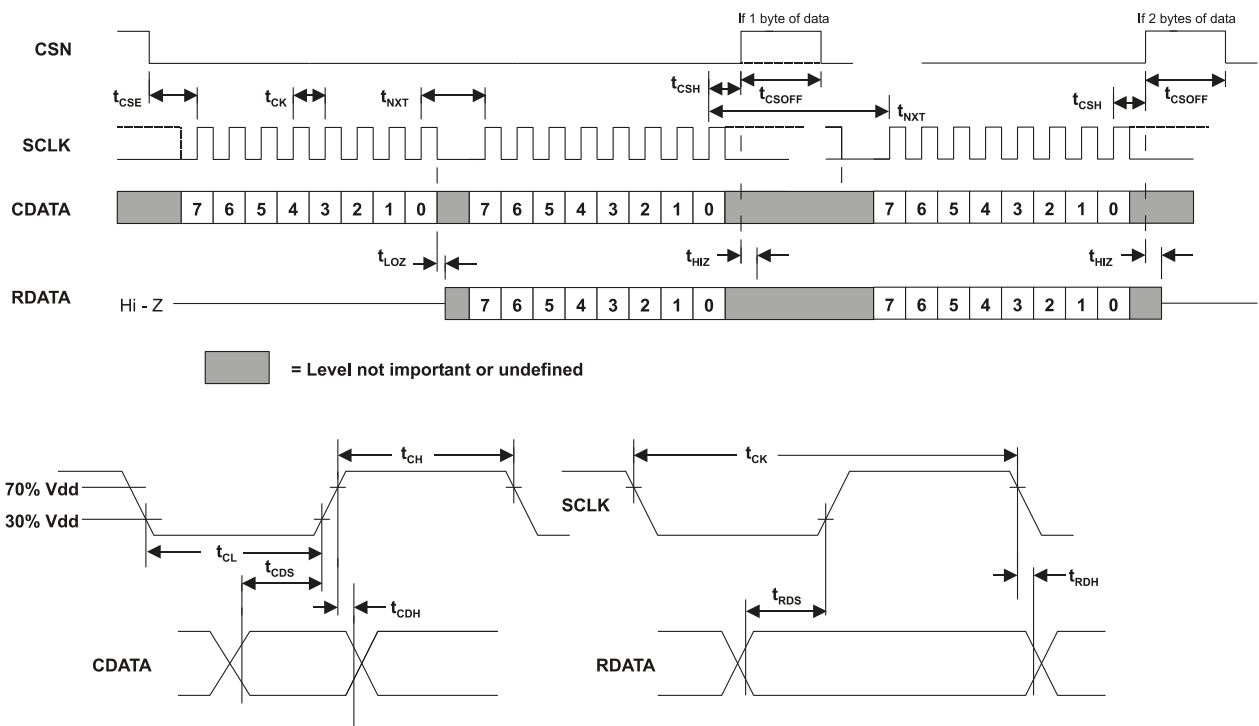 If 1 byte of data If 2 bytes of data
CSN
tCSE tCK tNXT tCSH tCSOFF tNXT tCSH tCSOFF
SCLK
CDATA 7 6 5 4 3 2 1 0 7 6 5 4 3 2 1 0 7 6 5 4 3 2 1 0
tLOZ tHIZ tHIZ
RDATA Hi - Z 7 6 5 4 3 2 1 0 7 6 5 4 3 2 1 0
= Level not important or undefined
tCH tCK
70% Vdd
SCLK
30% Vdd
tCL
tCDS
tRDH
tRDS
tCDH
CDATA RDATA